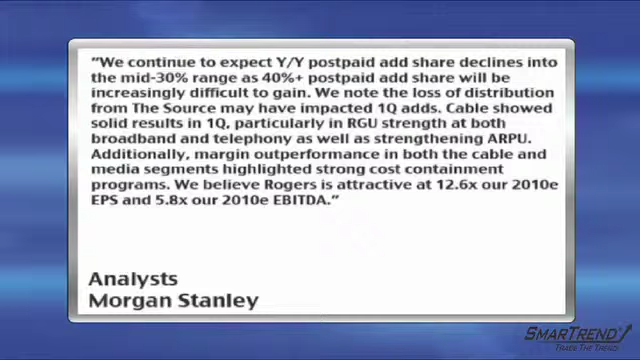 "We continue to expect Y/Y postpaid add share declines into
the mid-30% range as 40%+ postpaid add share will be
increasingly difficult to gain. We note the loss of distribution
from The Source may have impacted 1Q adds. Cable showed
solid results in 1Q, particularly in RGU strength at both
broadband and telephony as well as strengthening ARPU.
Additionally, margin outperformance in both the cable and
media segments highlighted strong cost containment
programs. We believe Rogers is attractive at 12.6x our 2010e
EPS and 5.8x our 2010e EBITDA."
Analysts
Morgan Stanley
SmarTrend
Trade The Trend